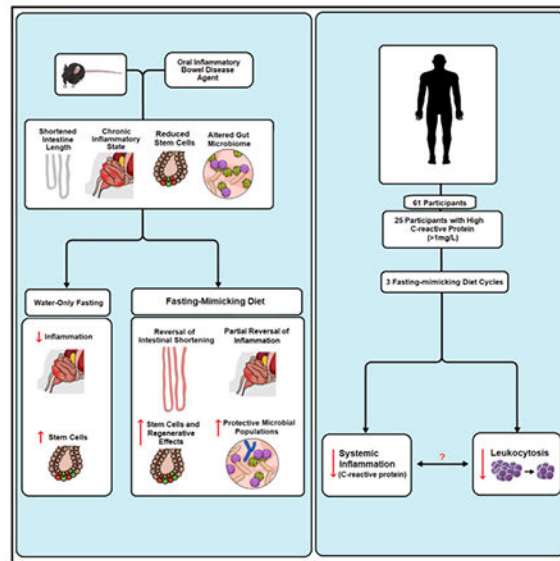 Oral Inflammatory
Bowel Disease
Agent
Shortened
Intestine
Length
Chronic
Inflammatory
State
Reduced
Stem Cells
Altered Gut
Microbiome
Water-Only Fasting
Fasting-Mimicking Diet
↓ Inflammation
↑ Stem Cells
Reversal of
Intestinal Shortening
Partial Reversal of
Inflammation
↑ Stem Cells and
Regenerative
Effects
↑ Protective Microbial
Populations
61 Participants
25 Participants with High
C-reactive Protein
(>1mg/L)
3 Fasting-mimicking Diet Cycles
↓ Systemic
Inflammation
(C-reactive protein)
?
↓ Leukocytosis